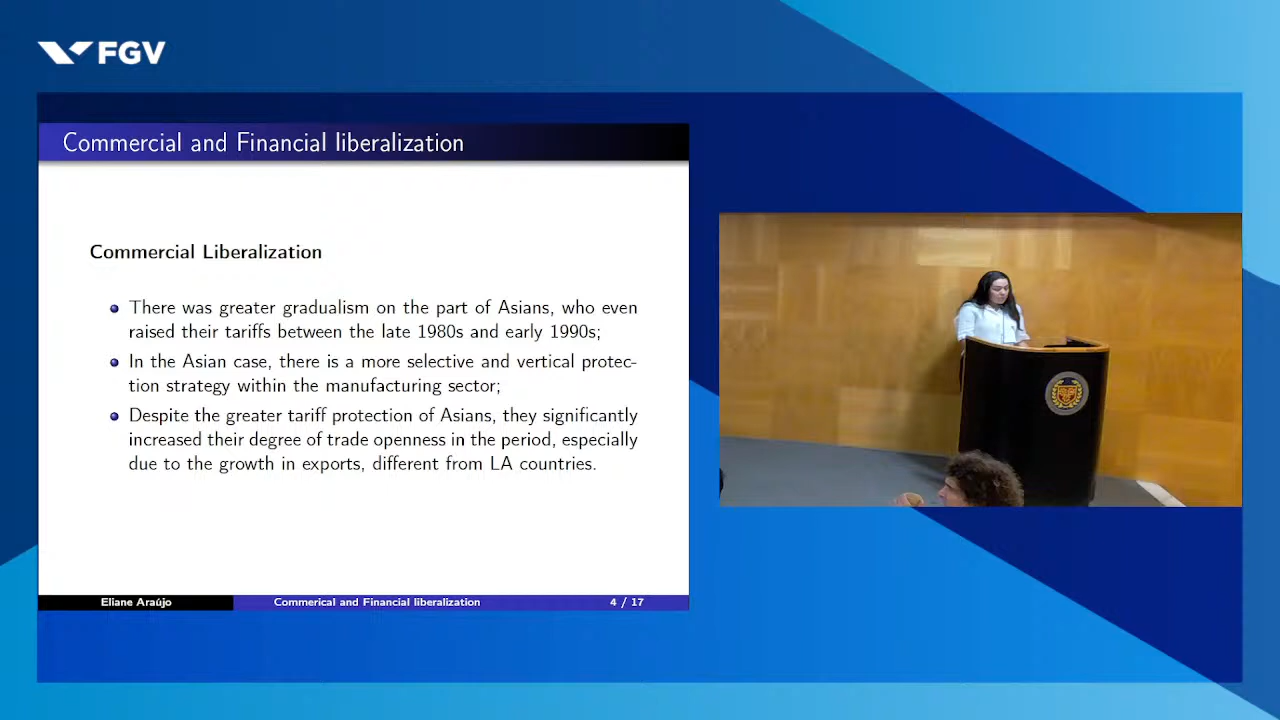 FGV
Commercial and Financial liberalization
Commercial Liberalization
There was greater gradualism on the part of Asians, who even
raised their tariffs between the late 1980s and early 1990s;
In the Asian case, there is a more selective and vertical protec-
tion strategy within the manufacturing sector;
Despite the greater tariff protection of Asians, they significantly
increased their degree of trade openness in the period, especially
due to the growth in exports, different from LA countries.
Eliane Araújo
Commerical and Financial liberalization
4 / 17